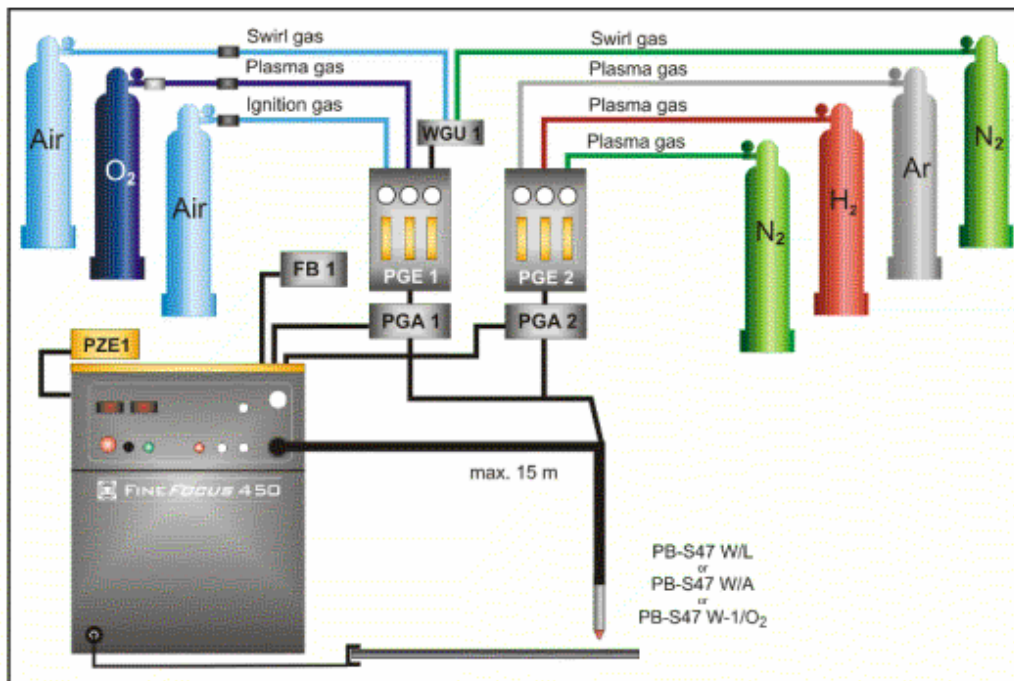 Swirl gas
Swirl gas
Plasma gas
Plasma gas
Ignition gas
Plasma gas
Plasma gas
Air
O₂
Air
WGU 1
N₂
H₂
Ar
N₂
PGE 1
PGE 2
FB 1
PGA 1
PGA 2
PZE1
max. 15 m
FINEFOCUS 450
PB-S47 W/L
or
PB-S47 W/A
or
PB-S47 W-1/O₂